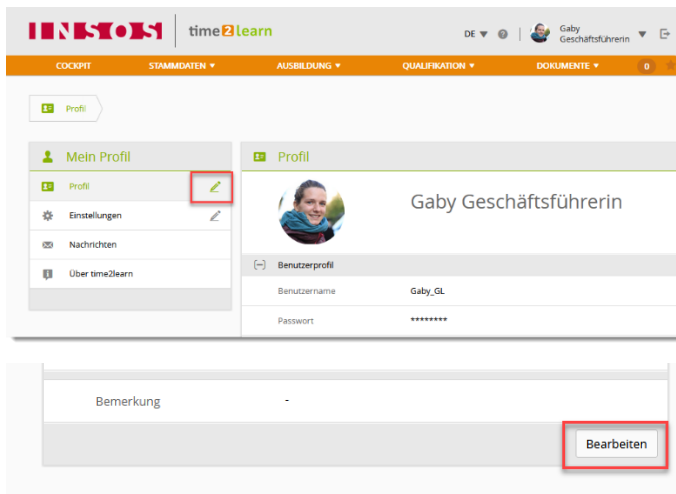 INSOS time2learn DE Gaby Geschäftsführerin
COCKPIT STAMMDATEN AUSBILDUNG QUALIFIKATION DOKUMENTE 0
Profil
Mein Profil
Profil
Einstellungen
Nachrichten
Über time2learn
Profil
Gaby Geschäftsführerin
[–] Benutzerprofil
Benutzername Gaby_GL
Passwort ********
Bemerkung -
Bearbeiten